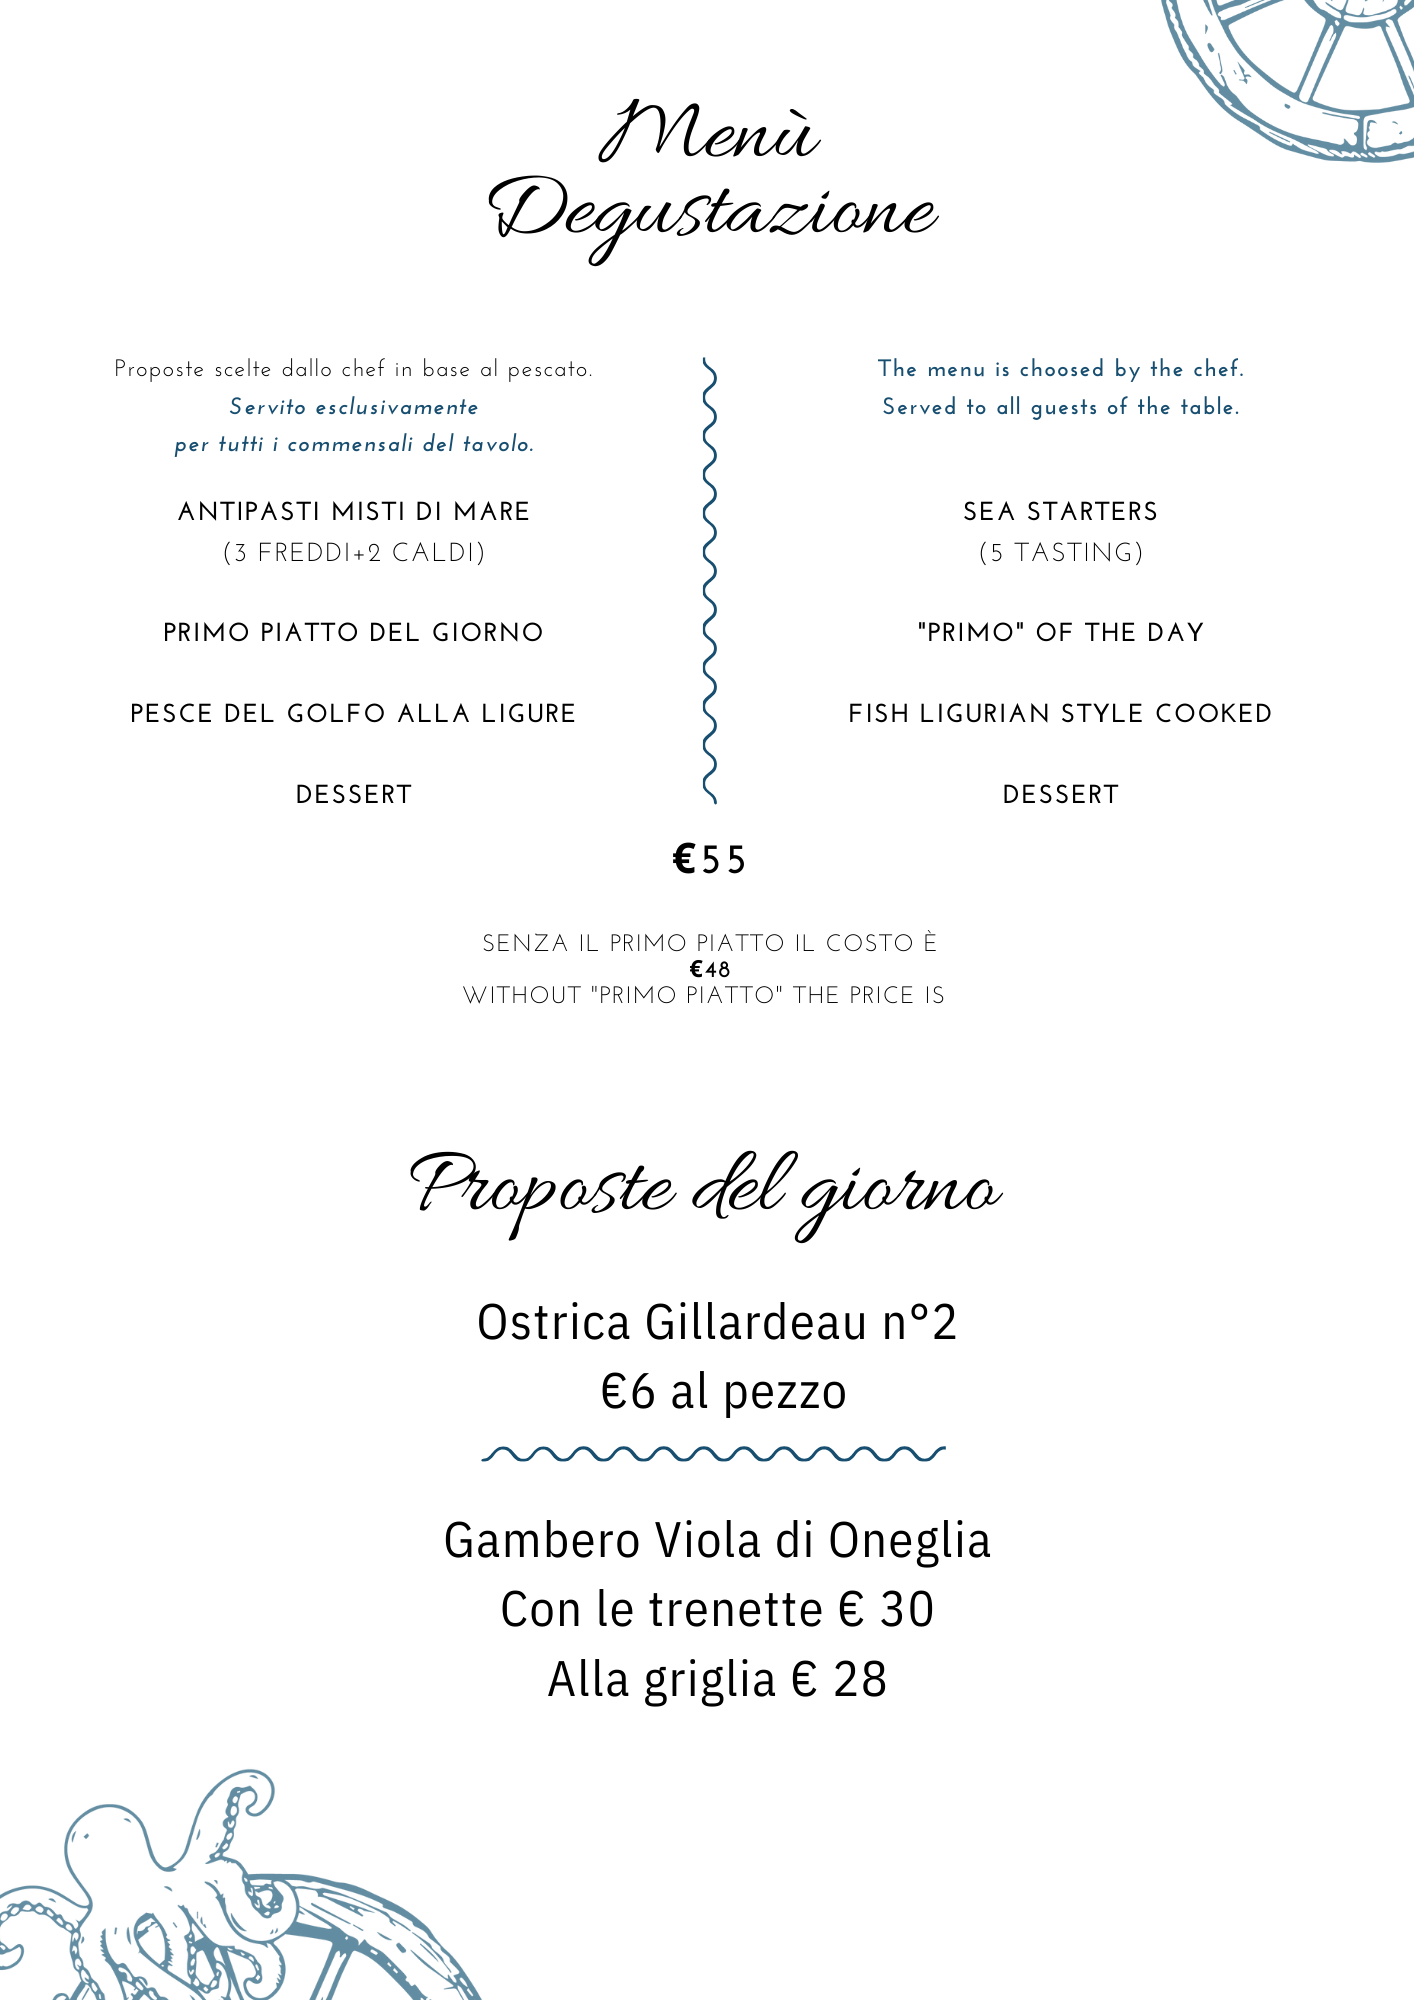 Menù
Degustazione
Proposte scelte dallo chef in base al pescato.
Servito esclusivamente
per tutti i commensali del tavolo.
ANTIPASTI MISTI DI MARE
(3 FREDDI+2 CALDI)
PRIMO PIATTO DEL GIORNO
PESCE DEL GOLFO ALLA LIGURE
DESSERT
The menu is choosed by the chef.
Served to all guests of the table.
SEA STARTERS
(5 TASTING)
"PRIMO" OF THE DAY
FISH LIGURIAN STYLE COOKED
DESSERT
€55
SENZA IL PRIMO PIATTO IL COSTO È
€48
WITHOUT "PRIMO PIATTO" THE PRICE IS
Proposte del giorno
Ostrica Gillardeau n°2
€6 al pezzo
Gambero Viola di Oneglia
Con le trenette € 30
Alla griglia € 28